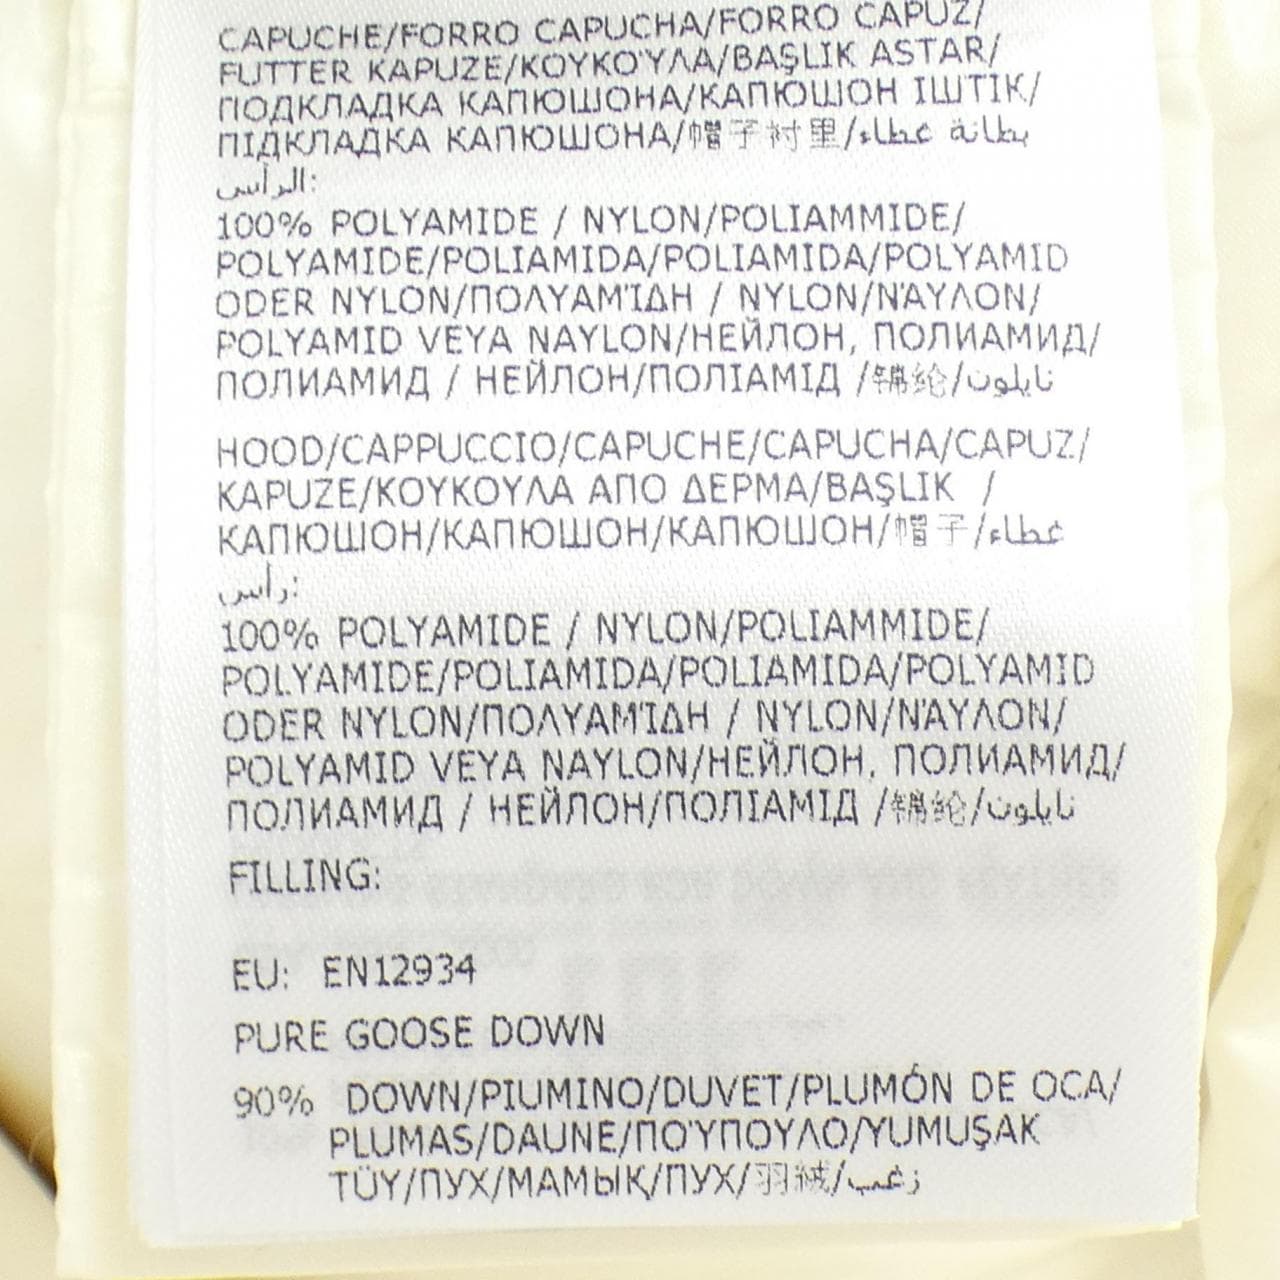 CAPUCHE/FORRO CAPUCHA/FORRO CAPUZ/
FUTTER KAPUZE/ΚΟΥΚΟΎΛΑ/BAŞLIK ASTAR/
ПОДКЛАДКА КАПЮШОНА/КАПЮШОН ІШТІК/
ПІДКЛАДКА КАПЮШОНА/帽子衬里/بطانة غطاء
الرأس:
100% POLYAMIDE / NYLON/POLIAMMIDE/
POLYAMIDE/POLIAMIDA/POLIAMIDA/POLYAMID
ODER NYLON/ΠΟΛΥΑΜΊΔΗ / NYLON/ΝΆΥΛΟΝ/
POLYAMID VEYA NAYLON/НЕЙЛОН, ПОЛИАМИД/
ПОЛИАМИД / НЕЙЛОН/ПОЛІАМІД /锦纶/نايلون
HOOD/CAPPUCCIO/CAPUCHE/CAPUCHA/CAPUZ/
KAPUZE/ΚΟΥΚΟΥΛΑ ΑΠΟ ΔΕΡΜΑ/BAŞLIK /
КАПЮШОН/КАПЮШОН/КАПЮШОН/帽子/غطاء
رأس:
100% POLYAMIDE / NYLON/POLIAMMIDE/
POLYAMIDE/POLIAMIDA/POLIAMIDA/POLYAMID
ODER NYLON/ΠΟΛΥΑΜΊΔΗ / NYLON/ΝΆΥΛΟΝ/
POLYAMID VEYA NAYLON/НЕЙЛОН, ПОЛИАМИД/
ПОЛИАМИД / НЕЙЛОН/ПОЛІАМІД /锦纶/نايلون
FILLING:
EU: EN12934
PURE GOOSE DOWN
90% DOWN/PIUMINO/DUVET/PLUMÓN DE OCA/
PLUMAS/DAUNE/ΠΟΎΠΟΥΛΟ/YUMUŞAK
TÜY/ПУХ/МАМЫҚ/ПУХ/羽絨/زغب